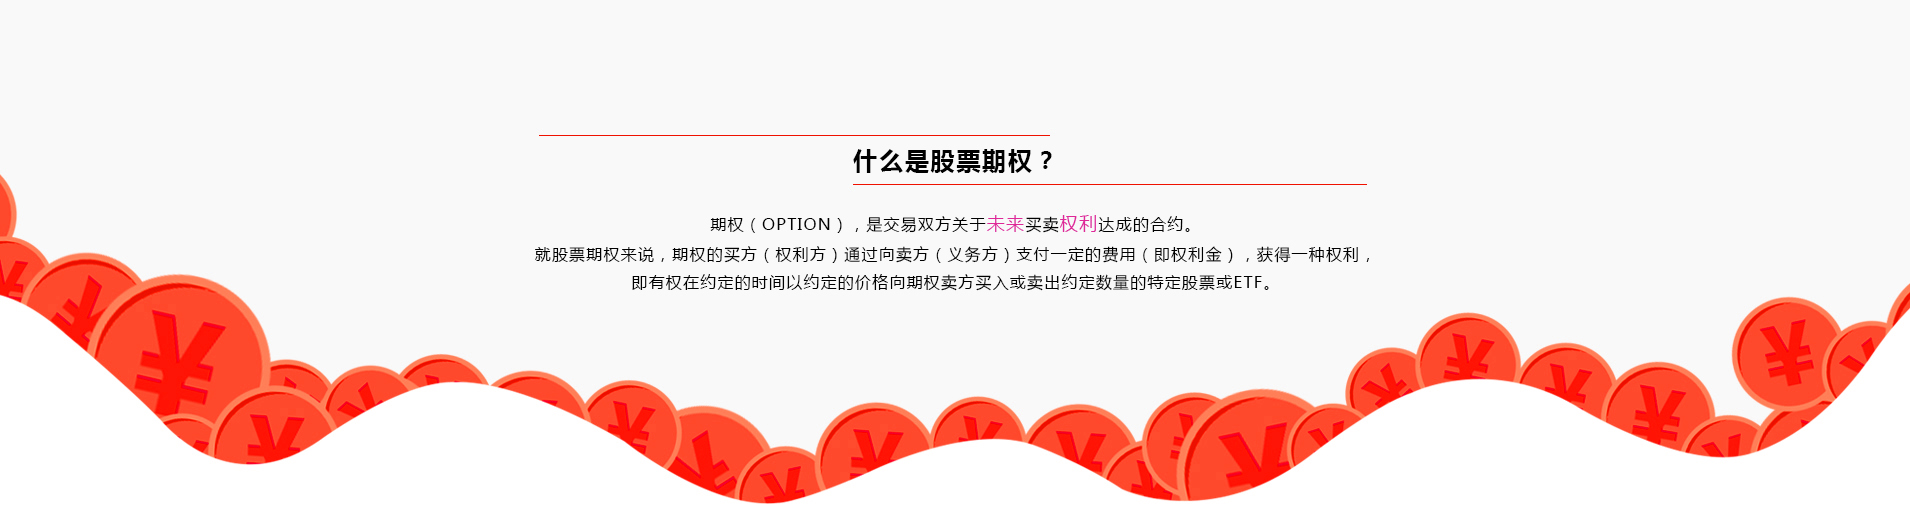 什么是股票期权？
期权（OPTION），是交易双方关于未来买卖权利达成的合约。
就股票期权来说，期权的买方（权利方）通过向卖方（义务方）支付一定的费用（即权利金），获得一种权利，
即有权在约定的时间以约定的价格向期权卖方买入或卖出约定数量的特定股票或ETF。